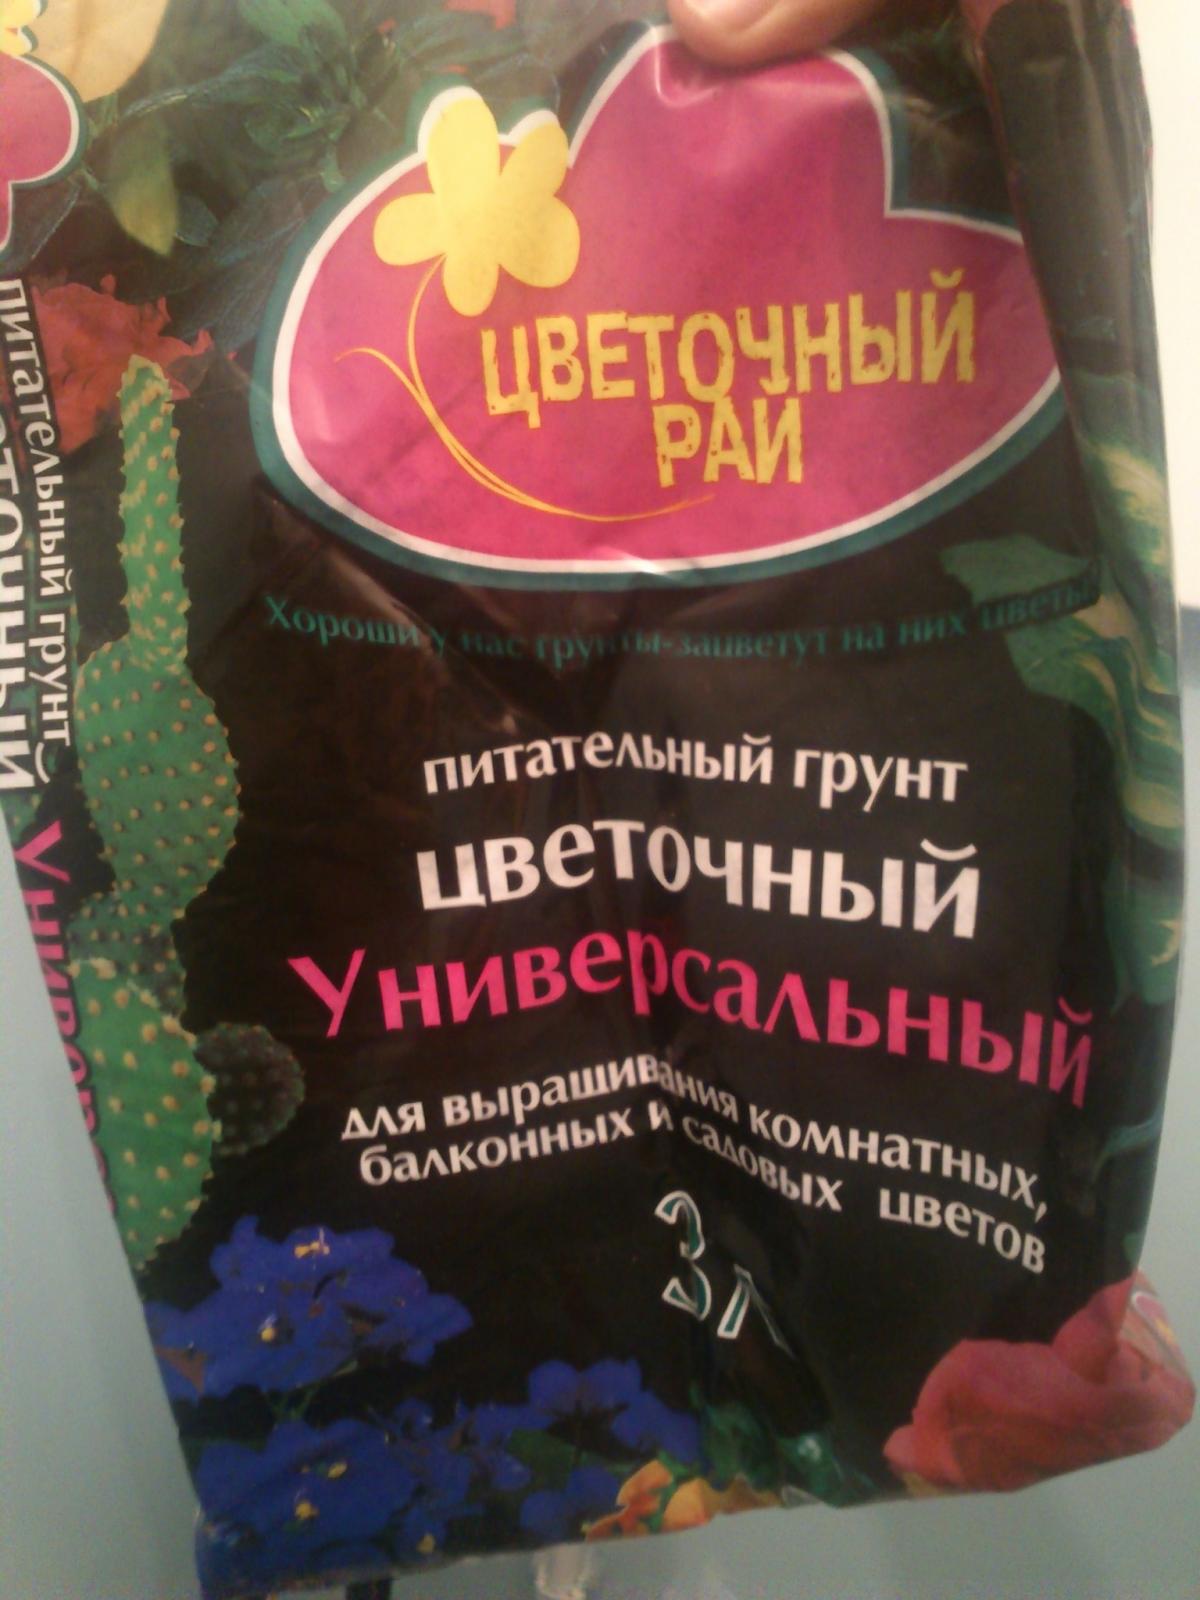 ЦВЕТОЧНЫЙ
РАЙ
Хороши у нас грунты-зацветут на них цветы!
питательный грунт
цветочный
Универсальный
для выращивания комнатных,
балконных и садовых цветов
3л
питательный грунт